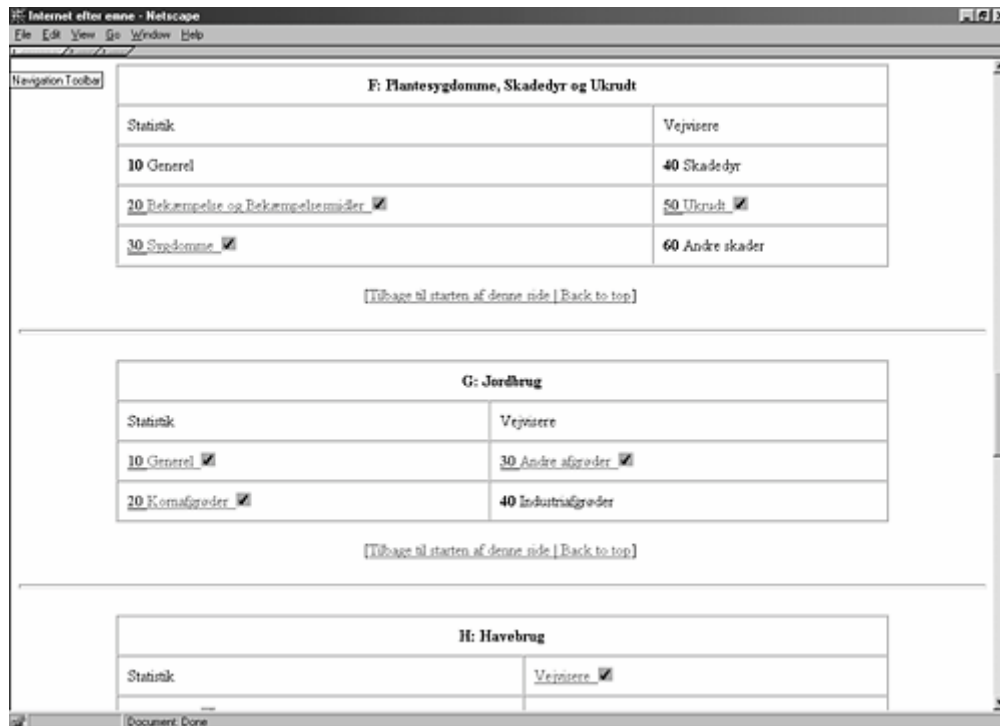 Internet efter emne - Netscape
File Edit View Go Window Help
Navigation Toolbar
F: Plantesygdomme, Skadedyr og Ukrudt
Statistik Vejvisere
10 Generel 40 Skadedyr
20 Bekæmpelse og Bekæmpelsesmidler 50 Ukrudt
30 Sygdomme 60 Andre skader
[Tilbage til starten af denne side | Back to top]
G: Jordbrug
Statistik Vejvisere
10 Generel 30 Andre afgrøder
20 Kornafgrøder 40 Industriafgrøder
[Tilbage til starten af denne side | Back to top]
H: Havebrug
Statistik Vejvisere
Document: Done